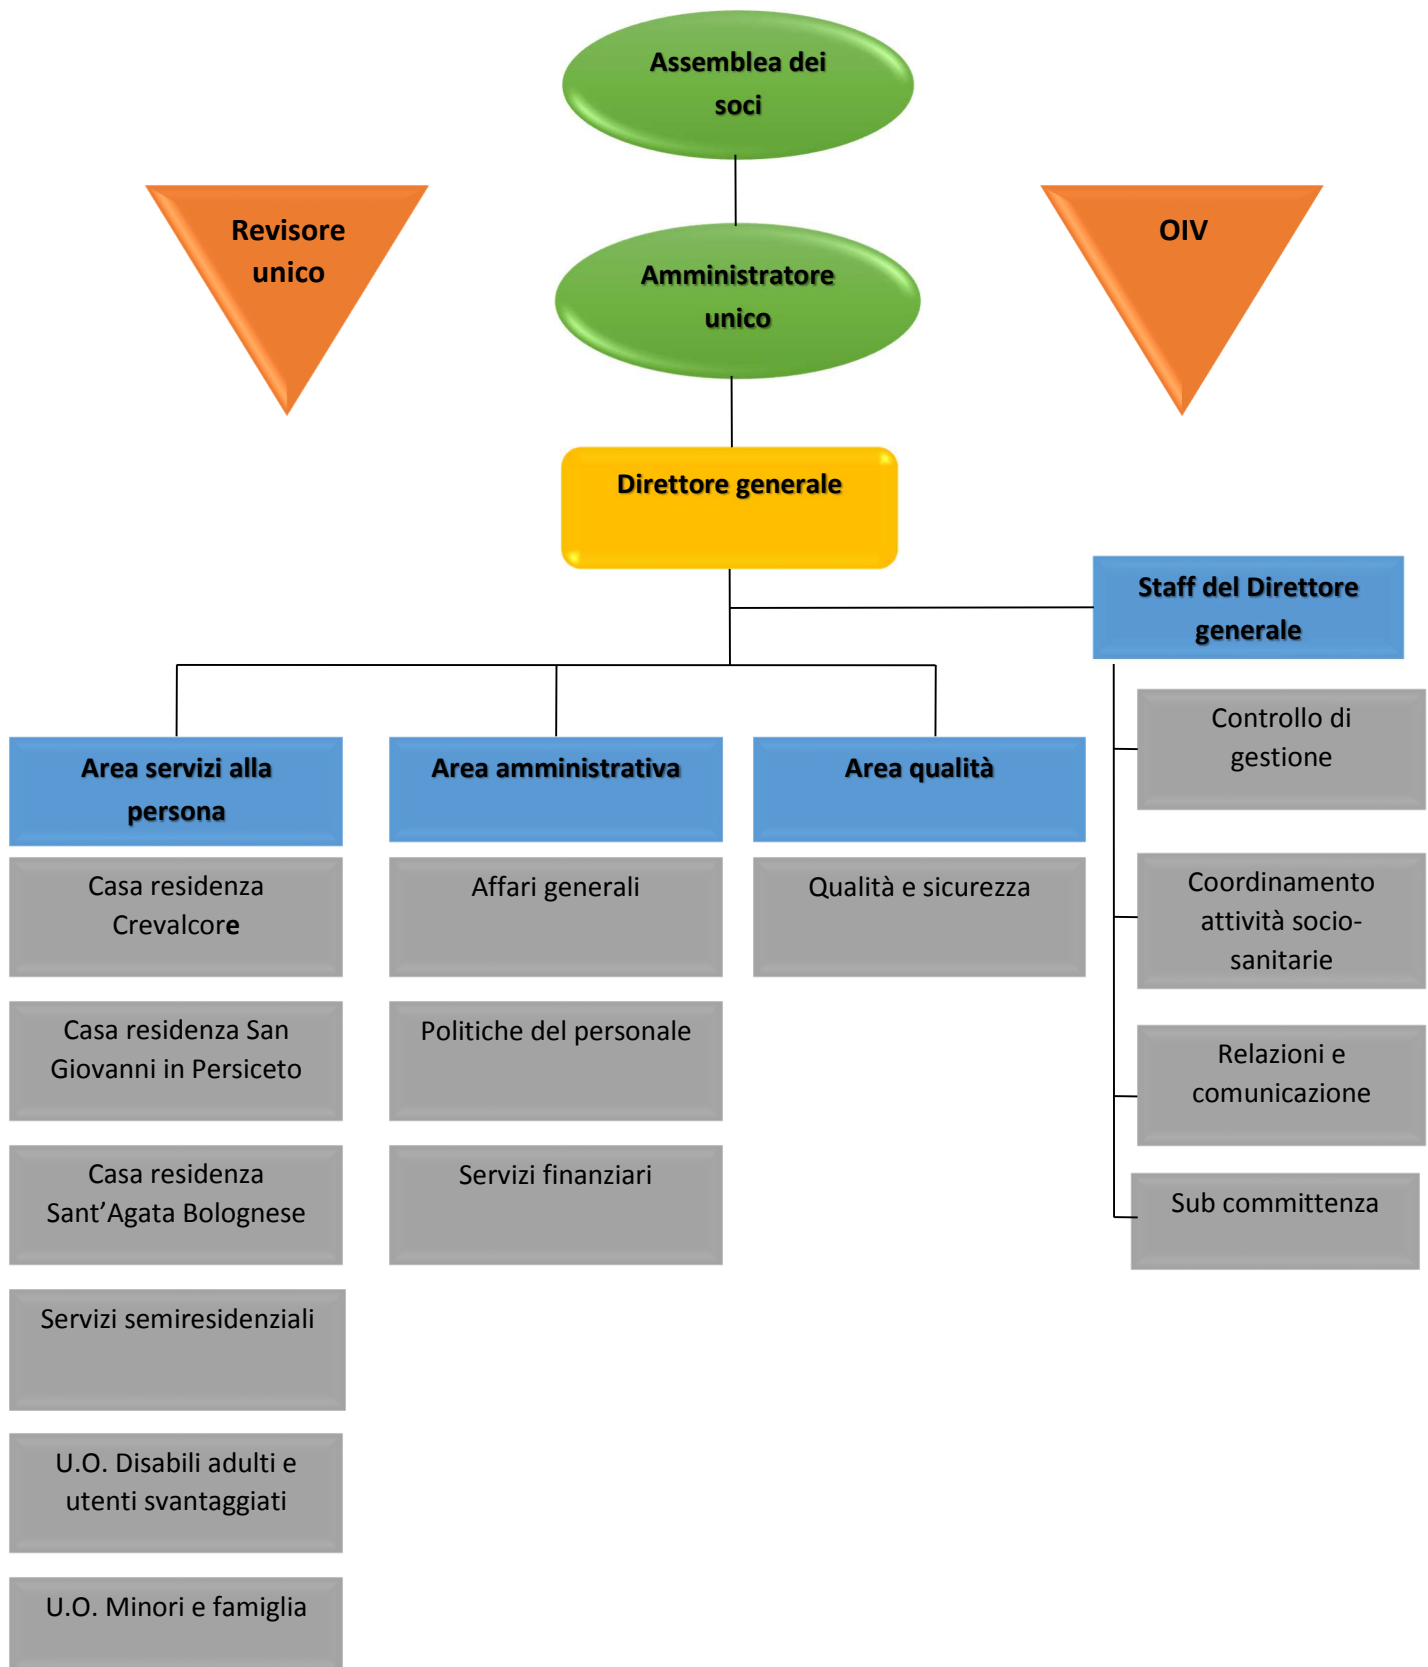 Assemblea dei
soci
Revisore
unico
OIV
Amministratore
unico
Direttore generale
Staff del Direttore
generale
Controllo di
gestione
Coordinamento
attività socio-
sanitarie
Relazioni e
comunicazione
Sub committenza
Area servizi alla
persona
Casa residenza
Crevalcore
Casa residenza San
Giovanni in Persiceto
Casa residenza
Sant’Agata Bolognese
Servizi semiresidenziali
U.O. Disabili adulti e
utenti svantaggiati
U.O. Minori e famiglia
Area amministrativa
Affari generali
Politiche del personale
Servizi finanziari
Area qualità
Qualità e sicurezza